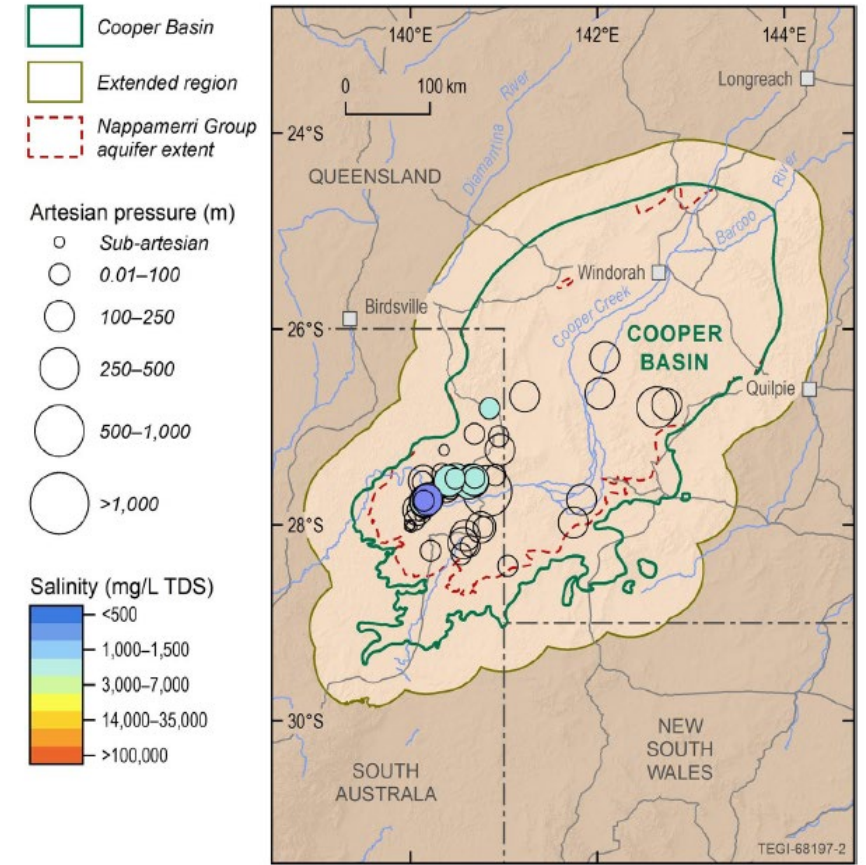 Cooper Basin
Extended region
Nappamerri Group
aquifer extent
Artesian pressure (m)
Sub-artesian
0.01–100
100–250
250–500
500–1,000
>1,000
Salinity (mg/L TDS)
<500
1,000–1,500
3,000–7,000
14,000–35,000
>100,000
140°E
142°E
144°E
0 100 km
Longreach
River
24°S
Diamantina
QUEENSLAND
River
Barcoo
Windorah
Birdsville
Cooper Creek
26°S
COOPER
BASIN
Quilpie
28°S
30°S
NEW
SOUTH
WALES
SOUTH
AUSTRALA
TEGI-68197-2